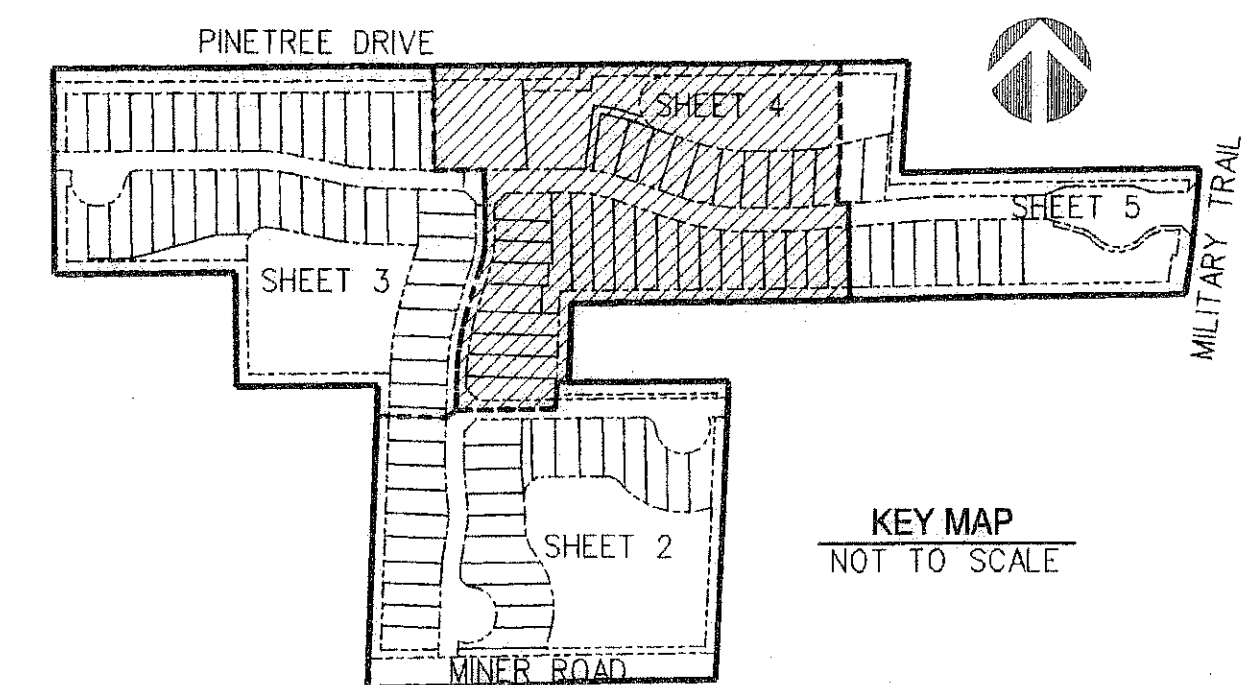 PINETREE DRIVE
SHEET 4
MILITARY TRAIL
SHEET 5
SHEET 3
SHEET 2
KEY MAP
NOT TO SCALE
MINER ROAD